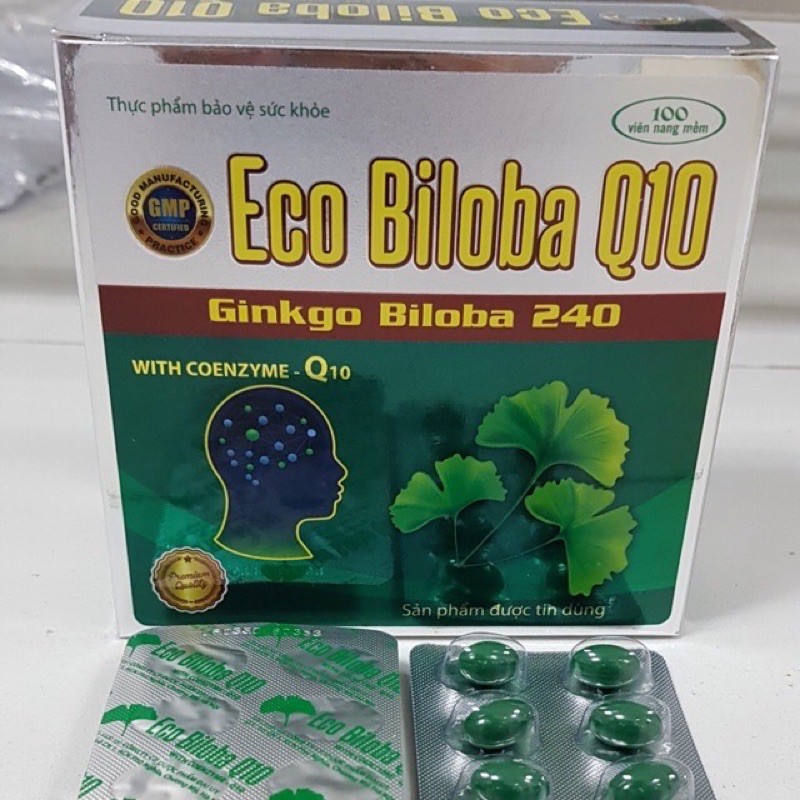 Eco Biloba Q10
Thực phẩm bảo vệ sức khỏe
100
viên nang mềm
GOOD MANUFACTURING
GMP
CERTIFIED
PRACTICE
Eco Biloba Q10
Ginkgo Biloba 240
WITH COENZYME - Q10
Premium
Quality
Sản phẩm được tin dùng
Eco Biloba Q10
Eco Biloba Q10
Eco Biloba Q10
Eco Biloba Q10
Q10